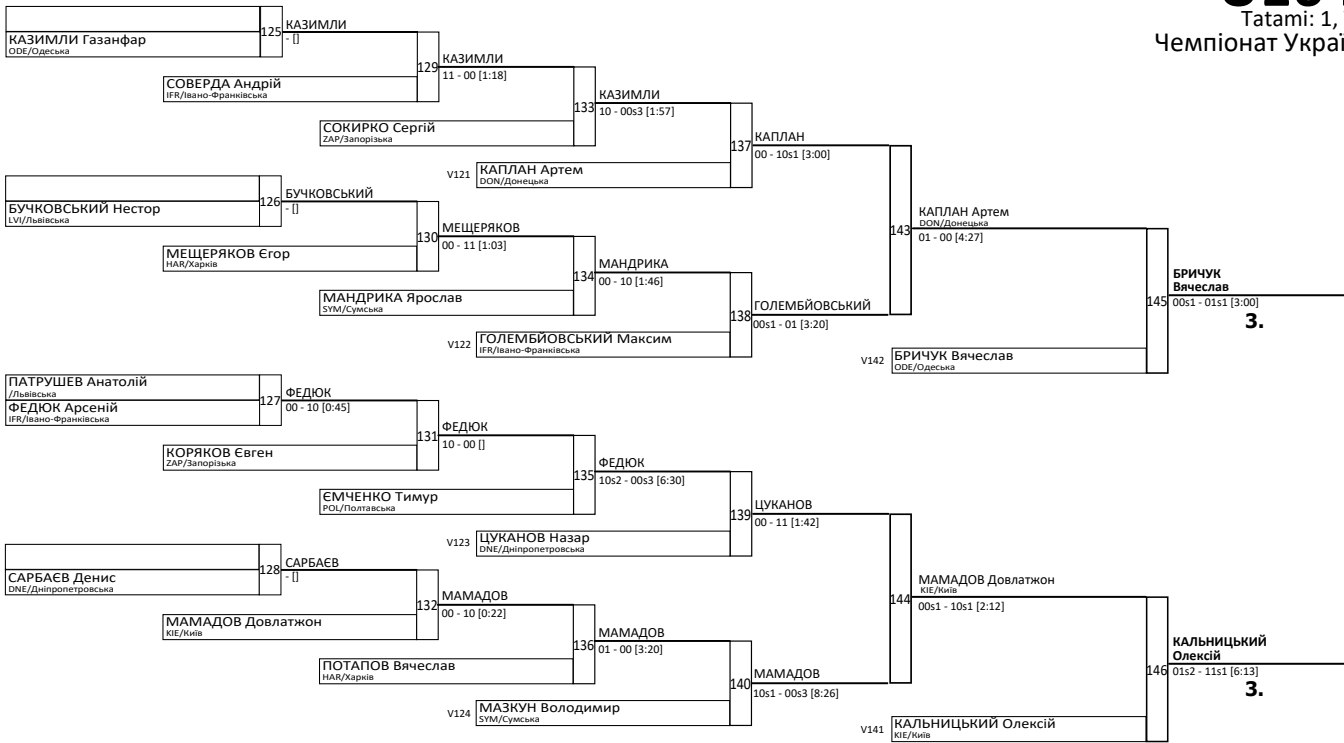 Tatami: 1,
Чемпіонат Украї
125 КАЗИМЛИ
КАЗИМЛИ Газанфар
ODE/Одеська
- []
129 КАЗИМЛИ
11 - 00 [1:18]
СОВЕРДА Андрій
IFR/Івано-Франківська
133 КАЗИМЛИ
10 - 00s3 [1:57]
СОКИРКО Сергій
ZAP/Запорізька
137 КАПЛАН
00 - 10s1 [3:00]
V121 КАПЛАН Артем
DON/Донецька
126 БУЧКОВСЬКИЙ
- []
БУЧКОВСЬКИЙ Нестор
LVI/Львівська
130 МЕЩЕРЯКОВ
00 - 11 [1:03]
МЕЩЕРЯКОВ Єгор
HAR/Харків
134 МАНДРИКА
00 - 10 [1:46]
МАНДРИКА Ярослав
SYM/Сумська
138 ГОЛЕМБЙОВСЬКИЙ
00s1 - 01 [3:20]
V122 ГОЛЕМБЙОВСЬКИЙ Максим
IFR/Івано-Франківська
143 КАПЛАН Артем
DON/Донецька
01 - 00 [4:27]
145 БРИЧУК
Вячеслав
00s1 - 01s1 [3:00]
3.
V142 БРИЧУК Вячеслав
ODE/Одеська
ПАТРУШЕВ Анатолій
/Львівська
127 ФЕДЮК
00 - 10 [0:45]
ФЕДЮК Арсеній
IFR/Івано-Франківська
131 ФЕДЮК
10 - 00 []
КОРЯКОВ Євген
ZAP/Запорізька
135 ФЕДЮК
10s2 - 00s3 [6:30]
ЄМЧЕНКО Тимур
POL/Полтавська
139 ЦУКАНОВ
00 - 11 [1:42]
V123 ЦУКАНОВ Назар
DNE/Дніпропетровська
128 САРБАЄВ
- []
САРБАЄВ Денис
DNE/Дніпропетровська
132 МАМАДОВ
00 - 10 [0:22]
МАМАДОВ Довлатжон
KIE/Київ
136 МАМАДОВ
01 - 00 [3:20]
ПОТАПОВ Вячеслав
HAR/Харків
140 МАМАДОВ
10s1 - 00s3 [8:26]
V124 МАЗКУН Володимир
SYM/Сумська
144 МАМАДОВ Довлатжон
KIE/Київ
00s1 - 10s1 [2:12]
146 КАЛЬНИЦЬКИЙ
Олексій
01s2 - 11s1 [6:13]
3.
V141 КАЛЬНИЦЬКИЙ Олексій
KIE/Київ